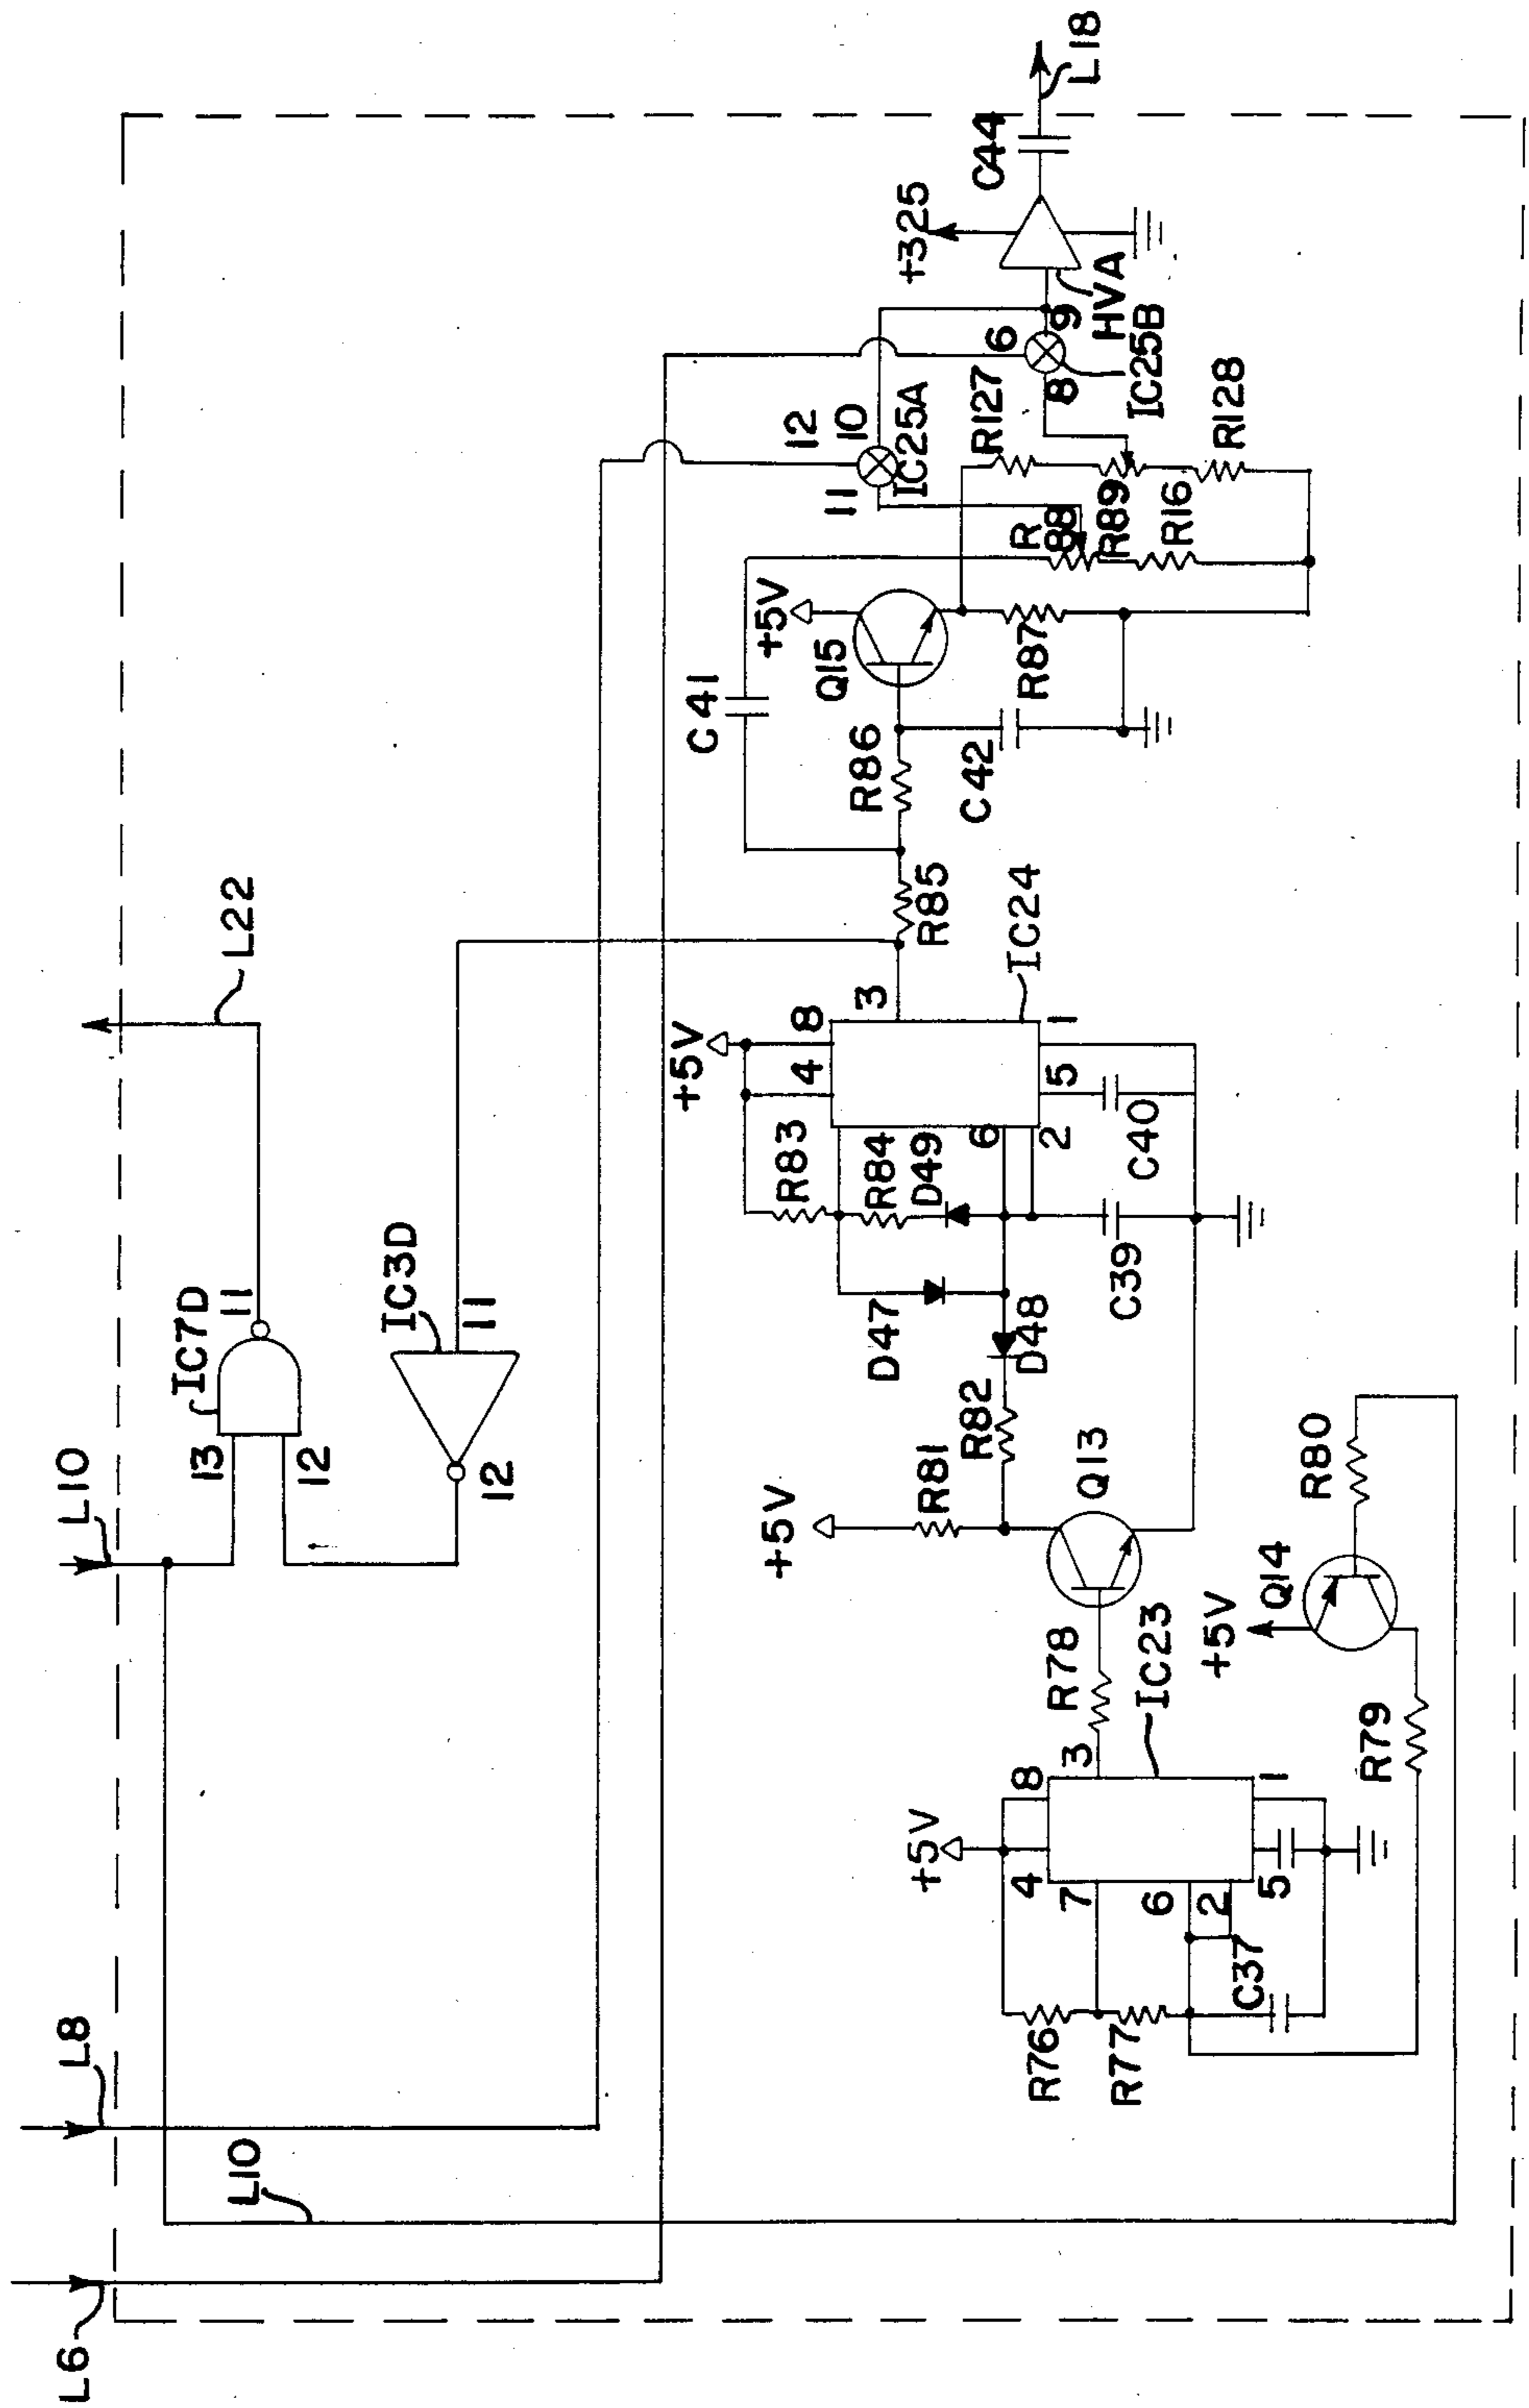 L6
L8
L10
L10
L22
IC7D
13
12
11
IC3D
11
12
+5V
C41
+5V
Q15
R86
C42
R87
R85
3
IC24
8
4
1
5
6
2
R83
R84
D49
C40
D47
D48
C39
R82
R81
+5V
Q13
R78
IC23
3
8
4
7
6
2
5
1
+5V
R76
R77
C37
R80
Q14
+5V
R79
12
10
11
IC25A
R
88
R89
R16
R127
R128
6
9
8
IC25B
HVA
+325
C44
L18